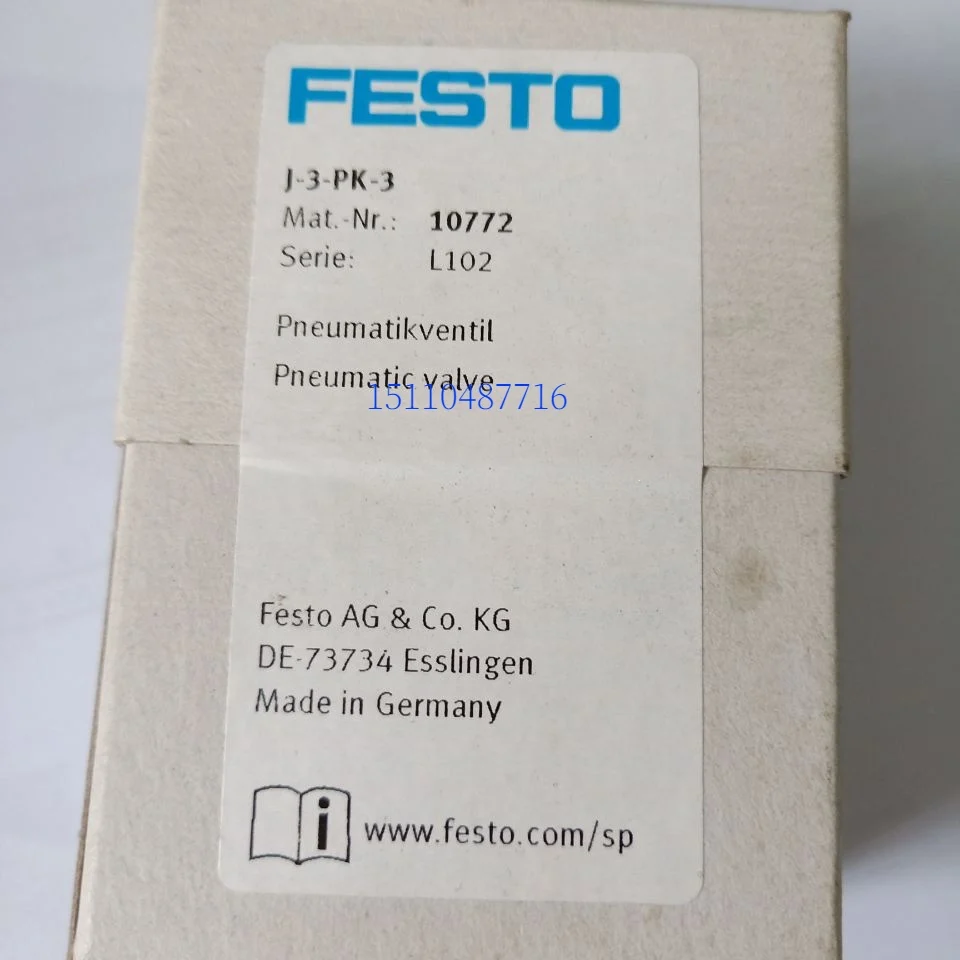 FESTO
J-3-PK-3
Mat.-Nr.: 10772
Serie: L102
Pneumatikventil
Pneumatic valve
15110487716
Festo AG & Co. KG
DE-73734 Esslingen
Made in Germany
i www.festo.com/sp